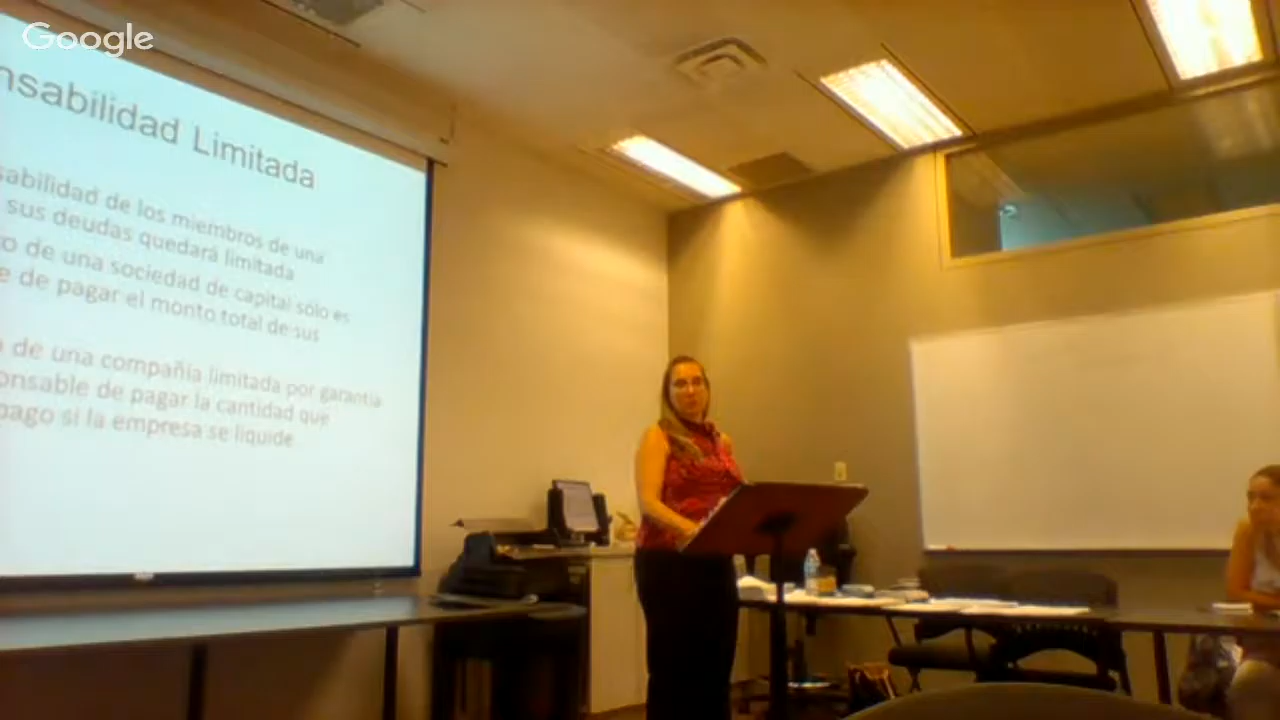 Google
nsabilidad Limitada
sabilidad de los miembros de una
sus deudas quedará limitada
o de una sociedad de capital sólo es
e de pagar el monto total de sus
de una compañía limitada por garantía
onsable de pagar la cantidad que
pago si la empresa se liquide